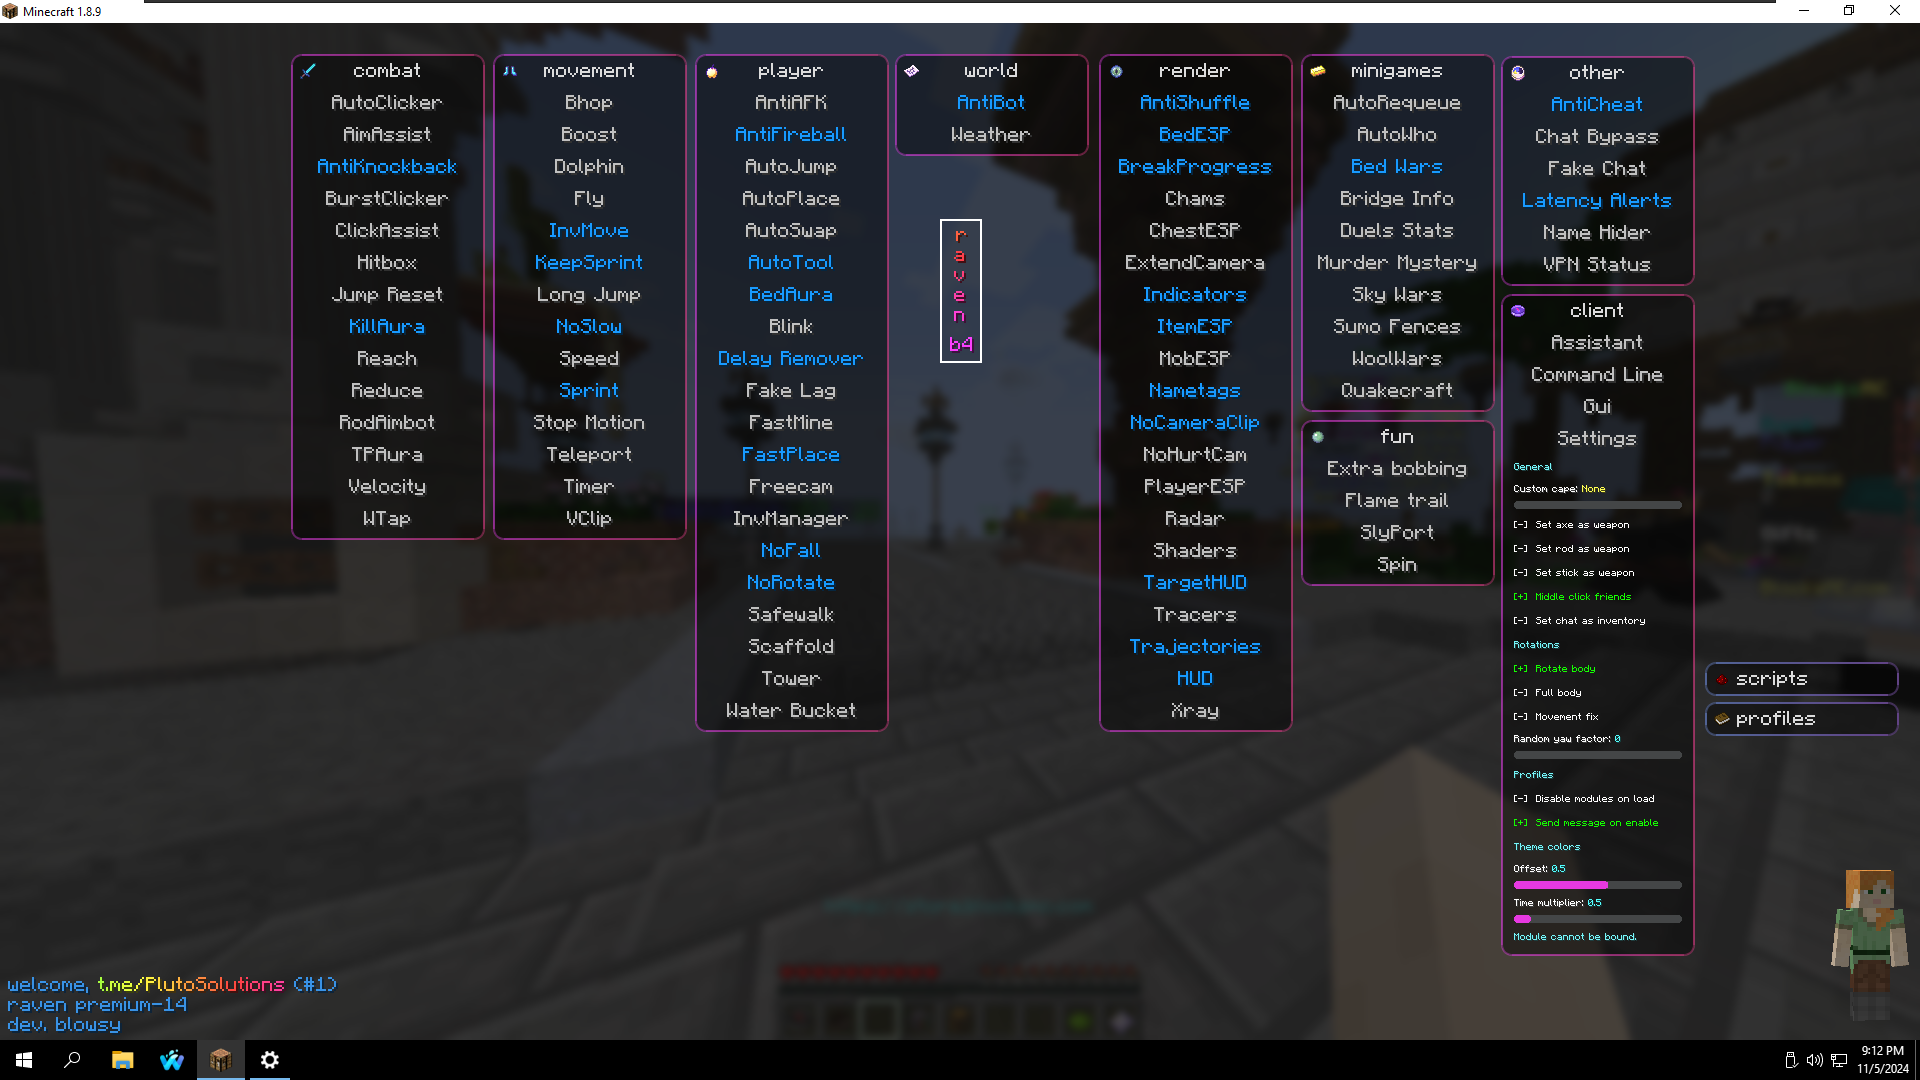 Minecraft 1.8.9
combat
AutoClicker
AimAssist
AntiKnockback
BurstClicker
ClickAssist
Hitbox
Jump Reset
KillAura
Reach
Reduce
RodAimbot
TPAura
Velocity
WTap
movement
Bhop
Boost
Dolphin
Fly
InvMove
KeepSprint
Long Jump
NoSlow
Speed
Sprint
Stop Motion
Teleport
Timer
VClip
player
AntiAFK
AntiFireball
AutoJump
AutoPlace
AutoSwap
AutoTool
BedAura
Blink
Delay Remover
Fake Lag
FastMine
FastPlace
Freecam
InvManager
NoFall
NoRotate
Safewalk
Scaffold
Tower
Water Bucket
world
AntiBot
Weather
r
a
v
e
n
b4
render
AntiShuffle
BedESP
BreakProgress
Chams
ChestESP
ExtendCamera
Indicators
ItemESP
MobESP
Nametags
NoCameraClip
NoHurtCam
PlayerESP
Radar
Shaders
TargetHUD
Tracers
Trajectories
HUD
Xray
minigames
AutoRequeue
AutoWho
Bed Wars
Bridge Info
Duels Stats
Murder Mystery
Sky Wars
Sumo Fences
WoolWars
Quakecraft
fun
Extra bobbing
Flame trail
SlyPort
Spin
other
AntiCheat
Chat Bypass
Fake Chat
Latency Alerts
Name Hider
VPN Status
client
Assistant
Command Line
Gui
Settings
General
Custom cape: None
[-] Set axe as weapon
[-] Set rod as weapon
[-] Set stick as weapon
[+] Middle click friends
[-] Set chat as inventory
Rotations
[+] Rotate body
[-] Full body
[-] Movement fix
Random yaw factor: 0
Profiles
[-] Disable modules on load
[+] Send message on enable
Theme colors
Offset: 0.5
Time multiplier: 0.5
Module cannot be bound.
scripts
profiles
welcome, t.me/PlutoSolutions (#1)
raven premium-14
dev. blowsy
9:12 PM
11/5/2024